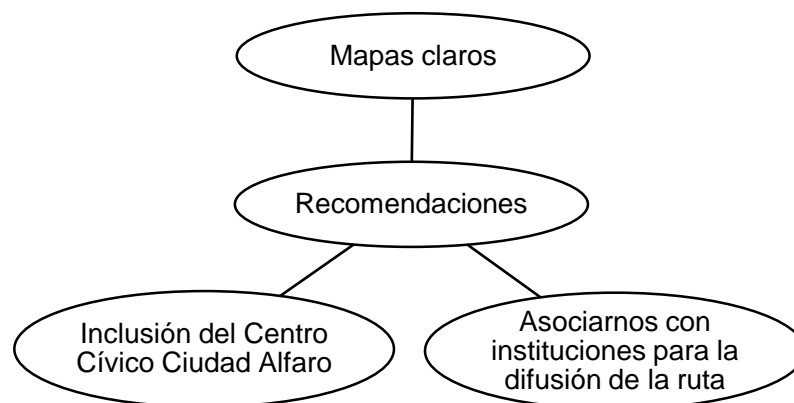 Mapas claros
Recomendaciones
Inclusión del Centro
Cívico Ciudad Alfaro
Asociarnos con
instituciones para la
difusión de la ruta